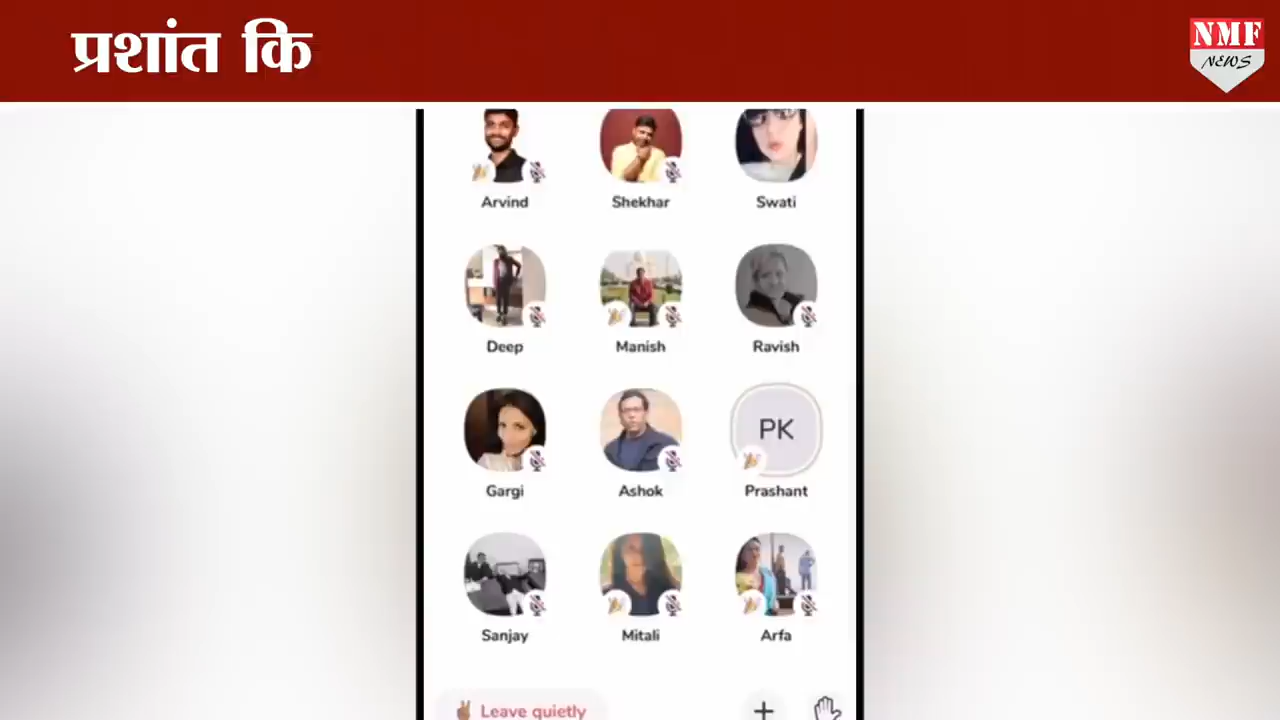 प्रशांत कि
NMF
NEWS
Arvind
Shekhar
Swati
Deep
Manish
Ravish
Gargi
Ashok
PK
Prashant
Sanjay
Mitali
Arfa
Leave quietly